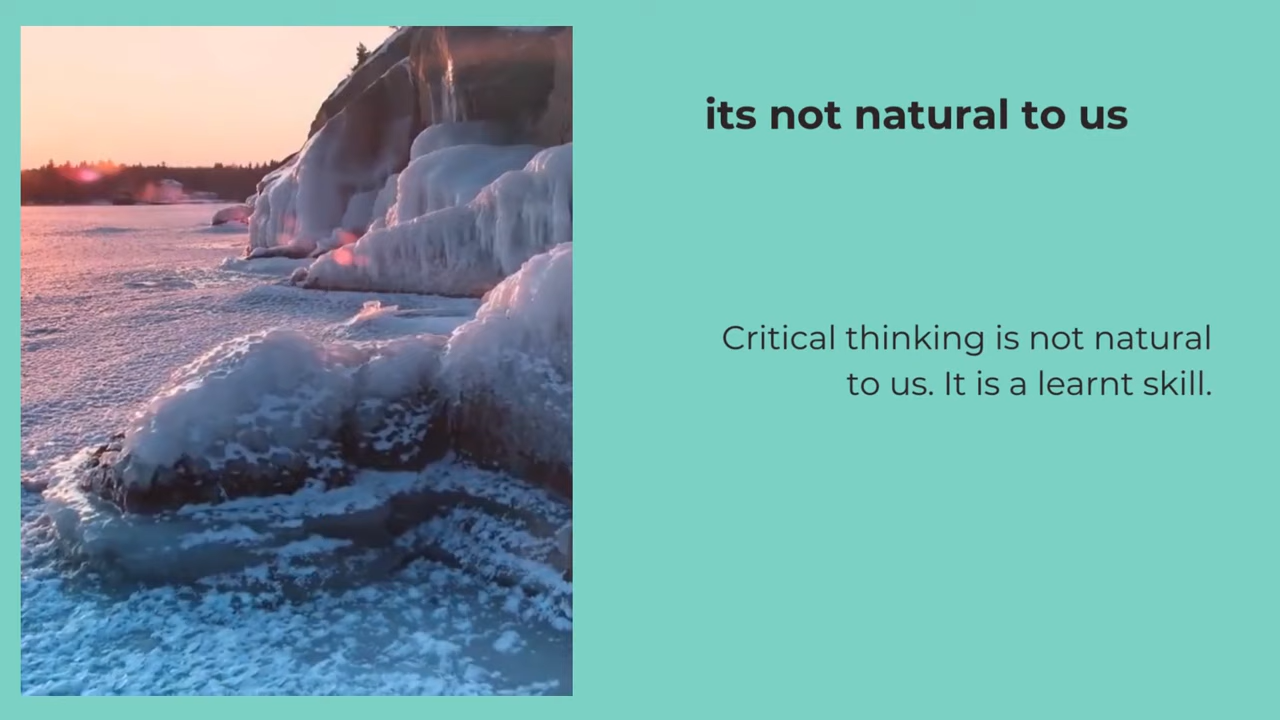 its not natural to us
Critical thinking is not natural
to us. It is a learnt skill.